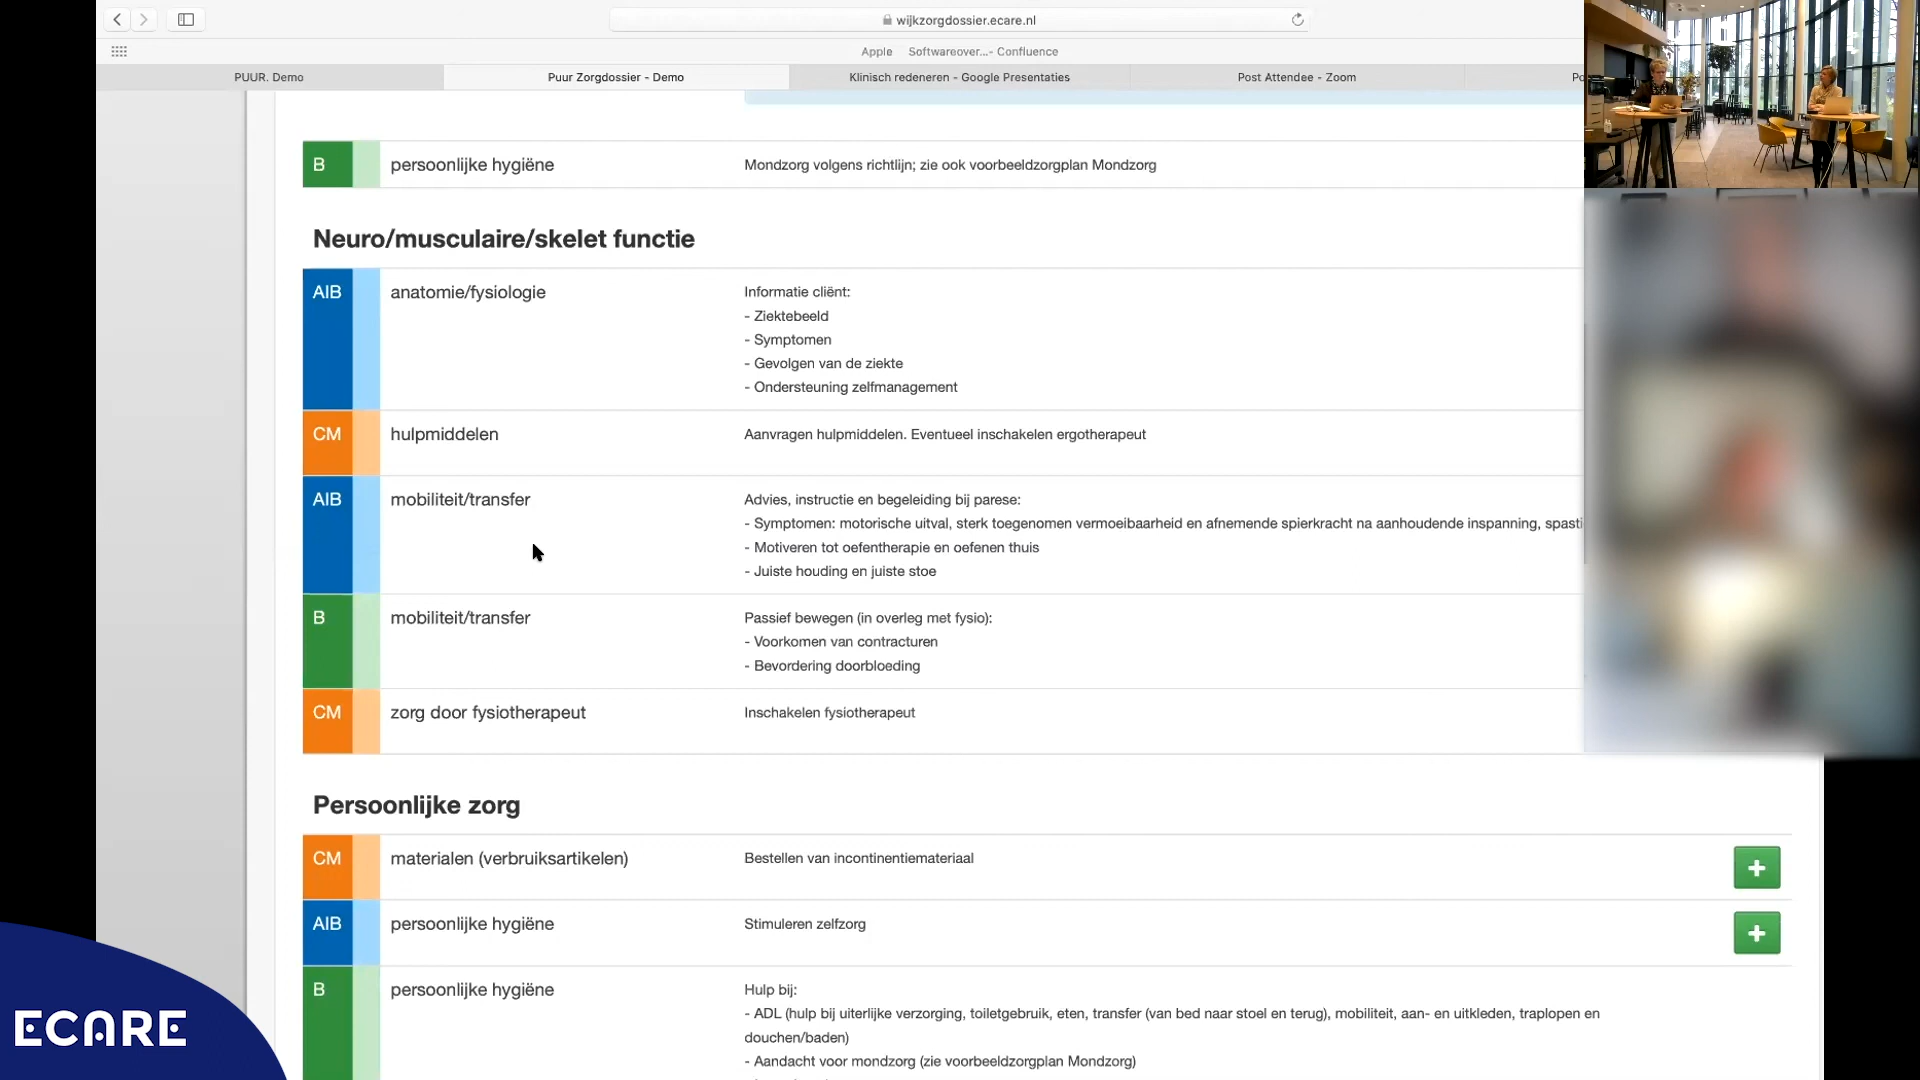 wijkzorgdossier.ecare.nl
Apple Softwareover...- Confluence
PUUR. Demo
Puur Zorgdossier - Demo
Klinisch redeneren - Google Presentaties
Post Attendee - Zoom
Po
B persoonlijke hygiëne Mondzorg volgens richtlijn; zie ook voorbeeldzorgplan Mondzorg
Neuro/musculaire/skelet functie
AIB anatomie/fysiologie Informatie cliënt:
- Ziektebeeld
- Symptomen
- Gevolgen van de ziekte
- Ondersteuning zelfmanagement
CM hulpmiddelen Aanvragen hulpmiddelen. Eventueel inschakelen ergotherapeut
AIB mobiliteit/transfer Advies, instructie en begeleiding bij parese:
- Symptomen: motorische uitval, sterk toegenomen vermoeibaarheid en afnemende spierkracht na aanhoudende inspanning, spasti
- Motiveren tot oefentherapie en oefenen thuis
- Juiste houding en juiste stoe
B mobiliteit/transfer Passief bewegen (in overleg met fysio):
- Voorkomen van contracturen
- Bevordering doorbloeding
CM zorg door fysiotherapeut Inschakelen fysiotherapeut
Persoonlijke zorg
CM materialen (verbruiksartikelen) Bestellen van incontinentiemateriaal
AIB persoonlijke hygiëne Stimuleren zelfzorg
B persoonlijke hygiëne Hulp bij:
- ADL (hulp bij uiterlijke verzorging, toiletgebruik, eten, transfer (van bed naar stoel en terug), mobiliteit, aan- en uitkleden, traplopen en
douchen/baden)
- Aandacht voor mondzorg (zie voorbeeldzorgplan Mondzorg)
ECARE